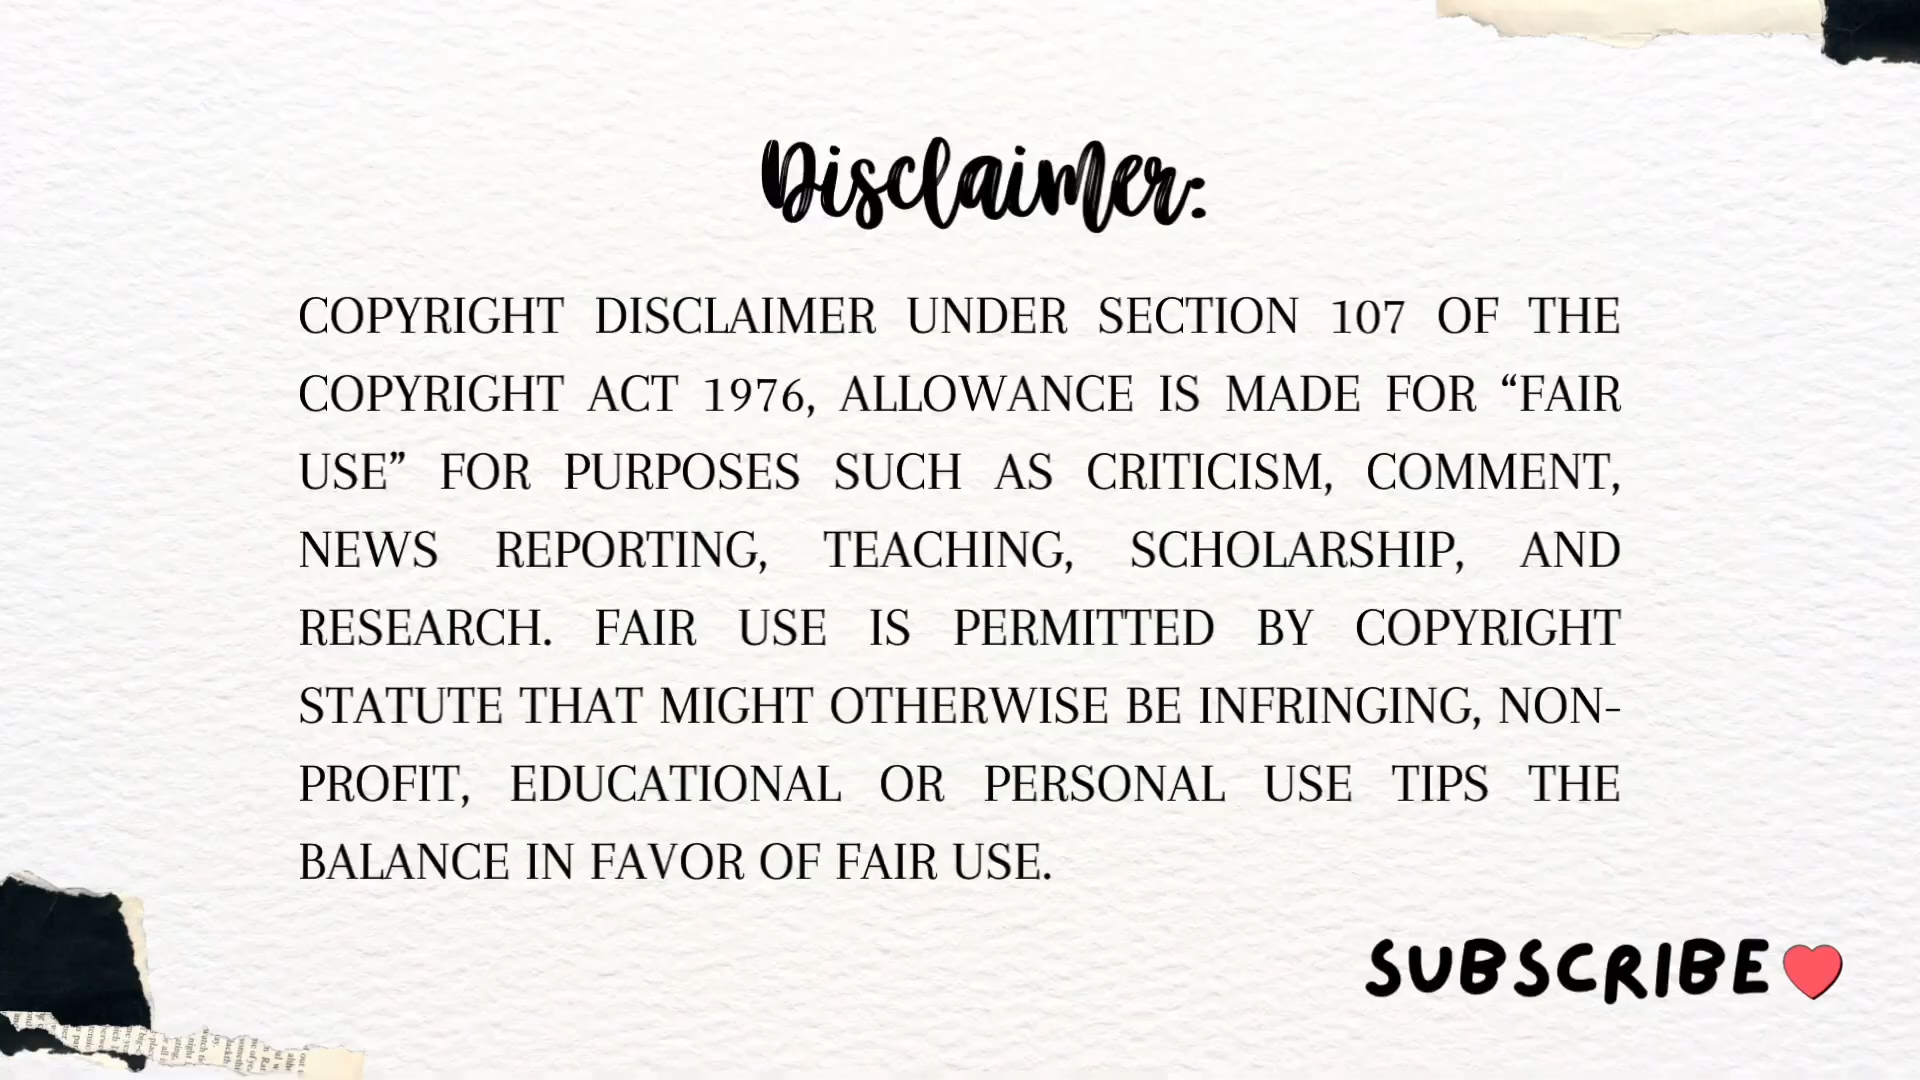 Disclaimer:
COPYRIGHT DISCLAIMER UNDER SECTION 107 OF THE
COPYRIGHT ACT 1976, ALLOWANCE IS MADE FOR “FAIR
USE” FOR PURPOSES SUCH AS CRITICISM, COMMENT,
NEWS REPORTING, TEACHING, SCHOLARSHIP, AND
RESEARCH. FAIR USE IS PERMITTED BY COPYRIGHT
STATUTE THAT MIGHT OTHERWISE BE INFRINGING, NON-
PROFIT, EDUCATIONAL OR PERSONAL USE TIPS THE
BALANCE IN FAVOR OF FAIR USE.
SUBSCRIBE